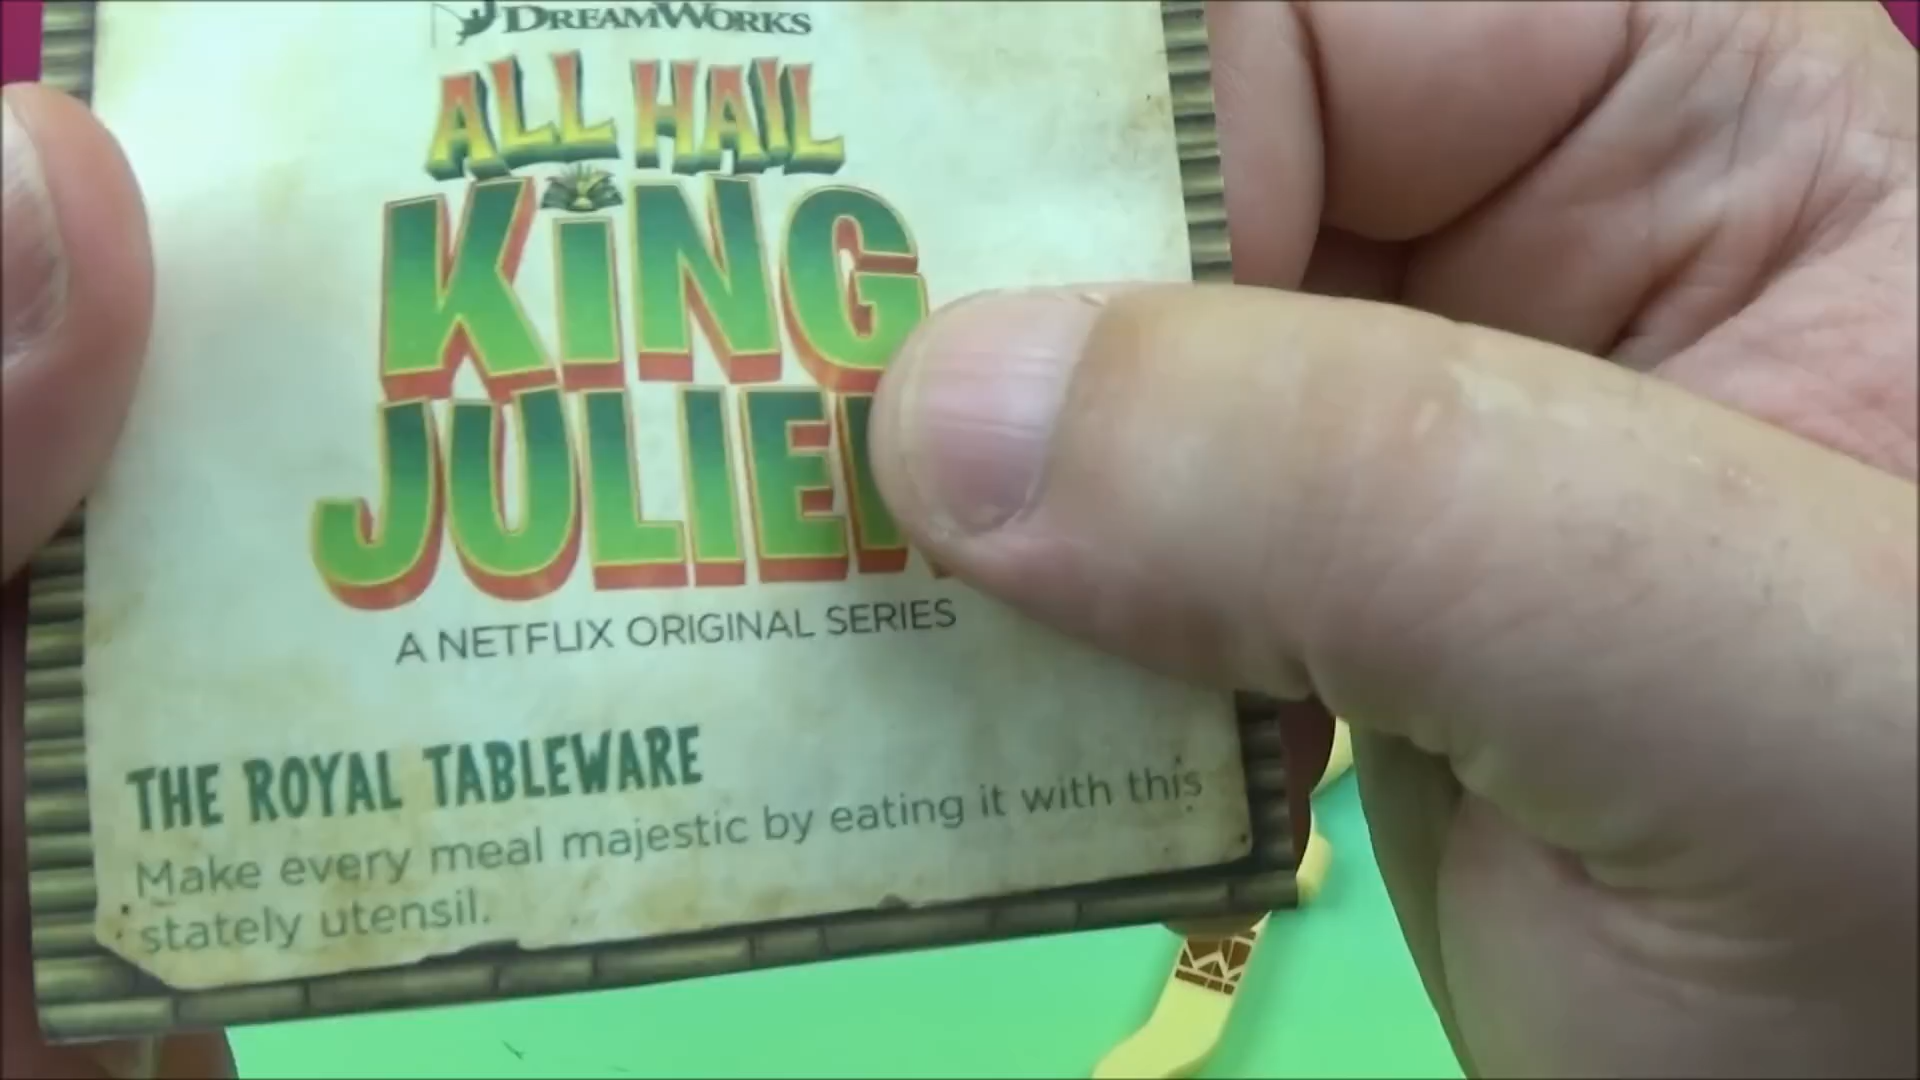 DREAMWORKS
ALL HAIL
KiNG
A NETFLIX ORIGINAL SERIES
THE ROYAL TABLEWARE
Make every meal majestic by eating it with this
stately utensil.